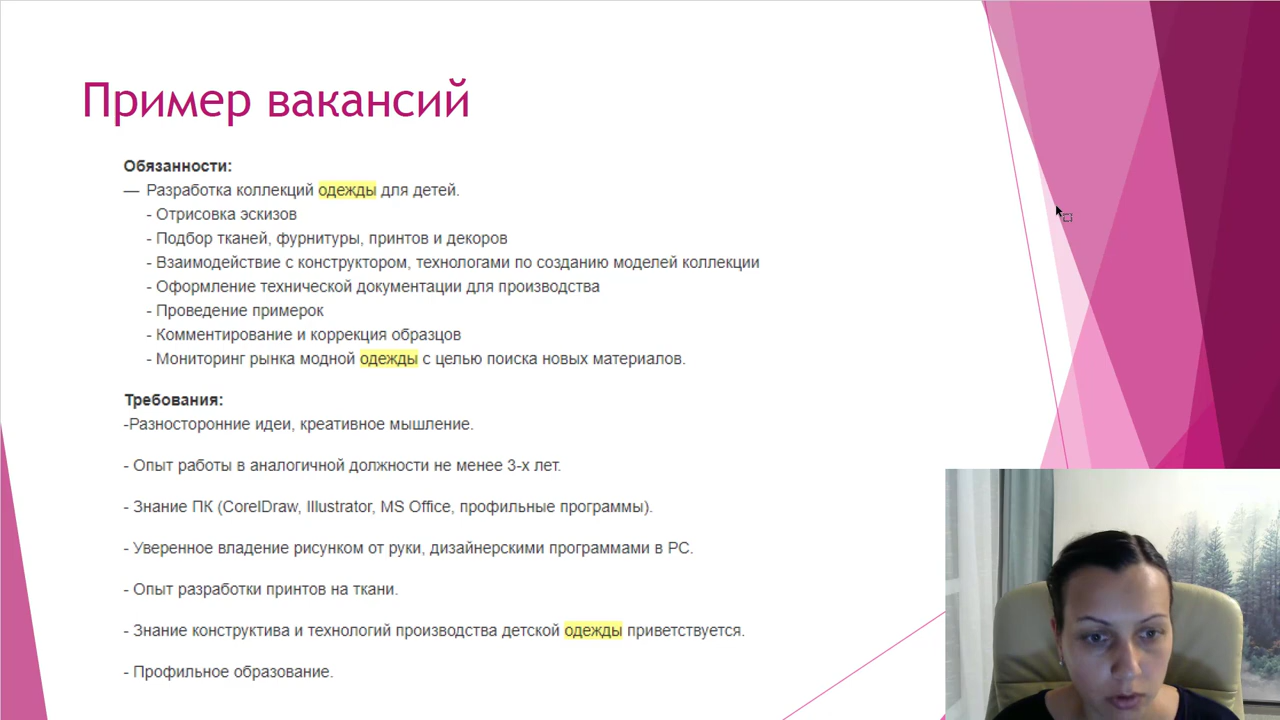 Пример вакансий
Обязанности:
— Разработка коллекций одежды для детей.
- Отрисовка эскизов
- Подбор тканей, фурнитуры, принтов и декоров
- Взаимодействие с конструктором, технологами по созданию моделей коллекции
- Оформление технической документации для производства
- Проведение примерок
- Комментирование и коррекция образцов
- Мониторинг рынка модной одежды с целью поиска новых материалов.
Требования:
-Разносторонние идеи, креативное мышление.
- Опыт работы в аналогичной должности не менее 3-х лет.
- Знание ПК (CorelDraw, Illustrator, MS Office, профильные программы).
- Уверенное владение рисунком от руки, дизайнерскими программами в PC.
- Опыт разработки принтов на ткани.
- Знание конструктива и технологий производства детской одежды приветствуется.
- Профильное образование.